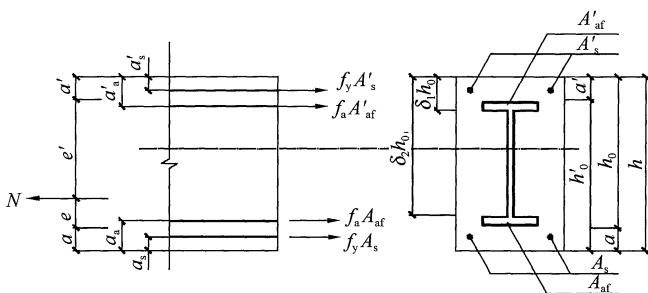 A'af
A's
a's
a'a
a'
fyA's
faA'af
δ1h0
a'
δ2h0,
e'
h'0
h0
h
N
e
a
aa
as
faAaf
fyAs
a
As
Aaf